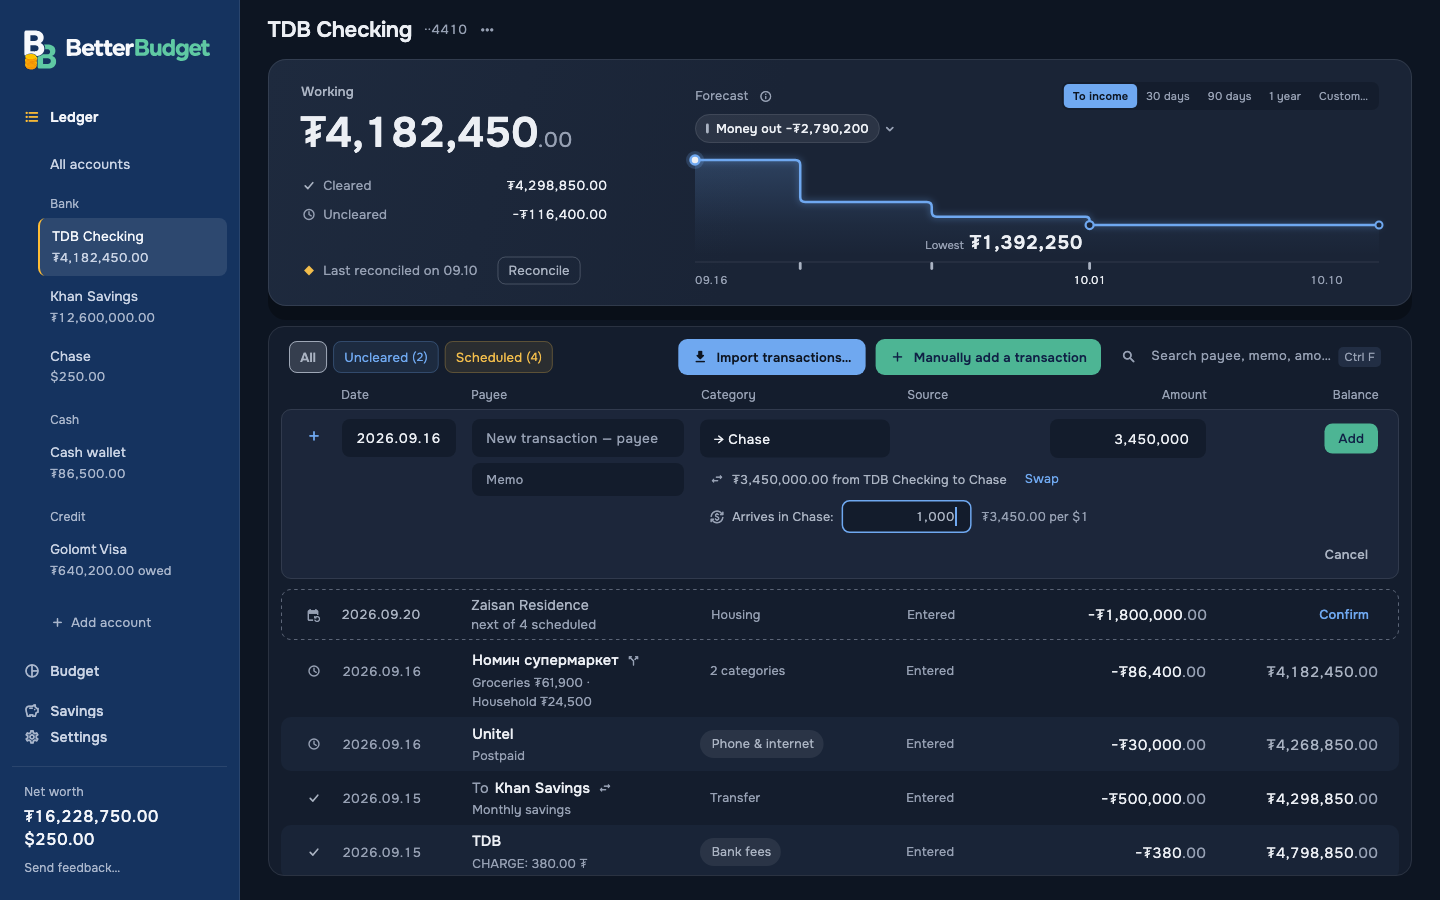 BB BetterBudget
Ledger
All accounts
Bank
TDB Checking
₮4,182,450.00
Khan Savings
₮12,600,000.00
Chase
$250.00
Cash
Cash wallet
₮86,500.00
Credit
Golomt Visa
₮640,200.00 owed
+ Add account
Budget
Savings
Settings
Net worth
₮16,228,750.00
$250.00
Send feedback...
TDB Checking ··4410 •••
Working
₮4,182,450.00
Cleared ₮4,298,850.00
Uncleared -₮116,400.00
Last reconciled on 09.10 Reconcile
Forecast
To income 30 days 90 days 1 year Custom...
Money out -₮2,790,200
Lowest ₮1,392,250
09.16 10.01 10.10
All Uncleared (2) Scheduled (4) Import transactions... + Manually add a transaction Search payee, memo, amo... Ctrl F
Date Payee Category Source Amount Balance
+ 2026.09.16 New transaction — payee → Chase 3,450,000 Add
Memo ₮3,450,000.00 from TDB Checking to Chase Swap
Arrives in Chase: 1,000 ₮3,450.00 per $1
Cancel
2026.09.20 Zaisan Residence Housing Entered -₮1,800,000.00 Confirm
next of 4 scheduled
2026.09.16 Номин супермаркет 2 categories Entered -₮86,400.00 ₮4,182,450.00
Groceries ₮61,900 ·
Household ₮24,500
2026.09.16 Unitel Phone & internet Entered -₮30,000.00 ₮4,268,850.00
Postpaid
2026.09.15 To Khan Savings Transfer Entered -₮500,000.00 ₮4,298,850.00
Monthly savings
2026.09.15 TDB Bank fees Entered -₮380.00 ₮4,798,850.00
CHARGE: 380.00 ₮